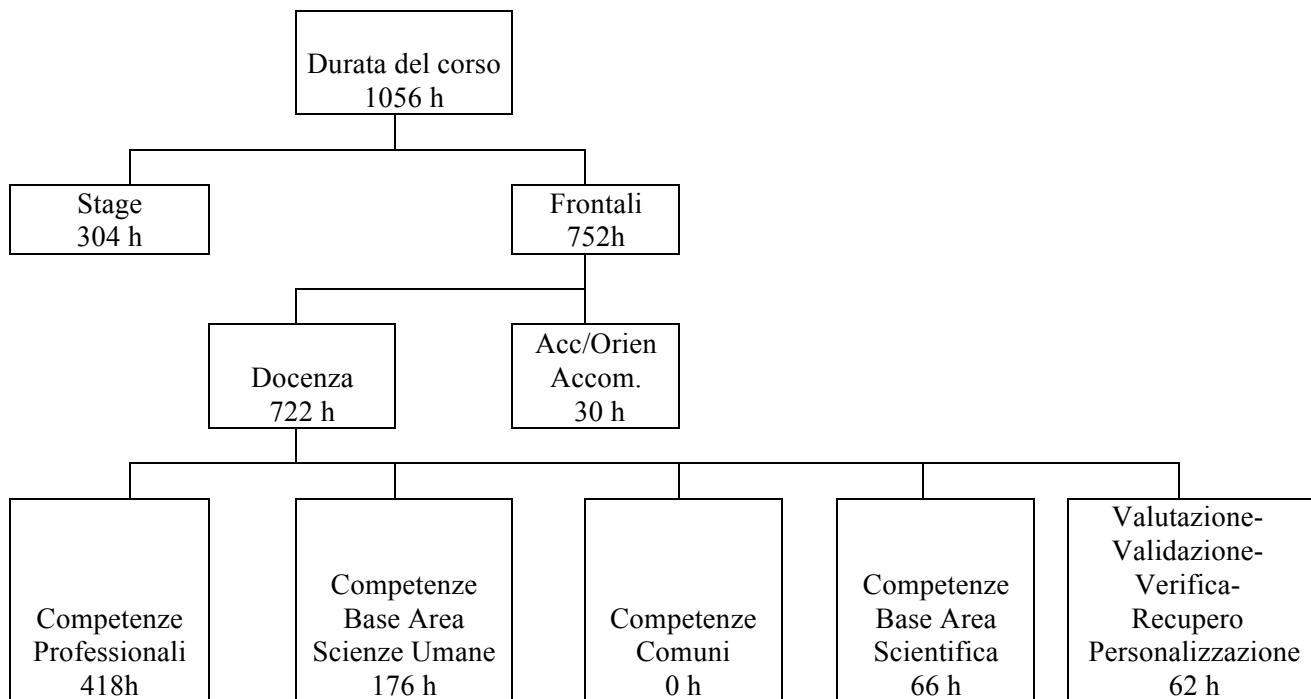 Durata del corso
1056 h
Stage
304 h
Frontali
752h
Docenza
722 h
Acc/Orien
Accom.
30 h
Competenze
Professionali
418h
Competenze
Base Area
Scienze Umane
176 h
Competenze
Comuni
0 h
Competenze
Base Area
Scientifica
66 h
Valutazione-
Validazione-
Verifica-
Recupero
Personalizzazione
62 h